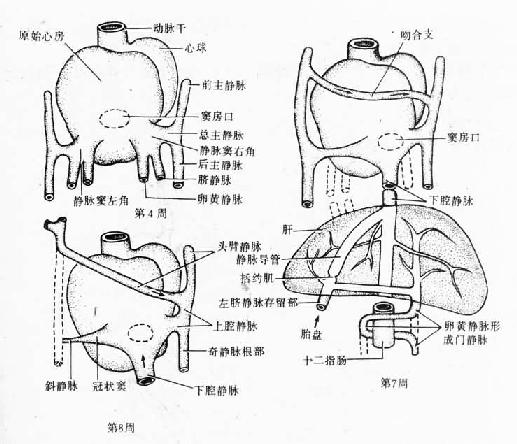 动脉干
原始心房
心球
前主静脉
窦房口
总主静脉
静脉窦右角
后主静脉
脐静脉
卵黄静脉
静脉窦左角
第4周
吻合支
窦房口
下腔静脉
肝
静脉导管
括约肌
左脐静脉存留部
胎盘
卵黄静脉形
成门静脉
十二指肠
第7周
头臂静脉
上腔静脉
奇静脉根部
斜静脉
冠状窦
下腔静脉
第8周